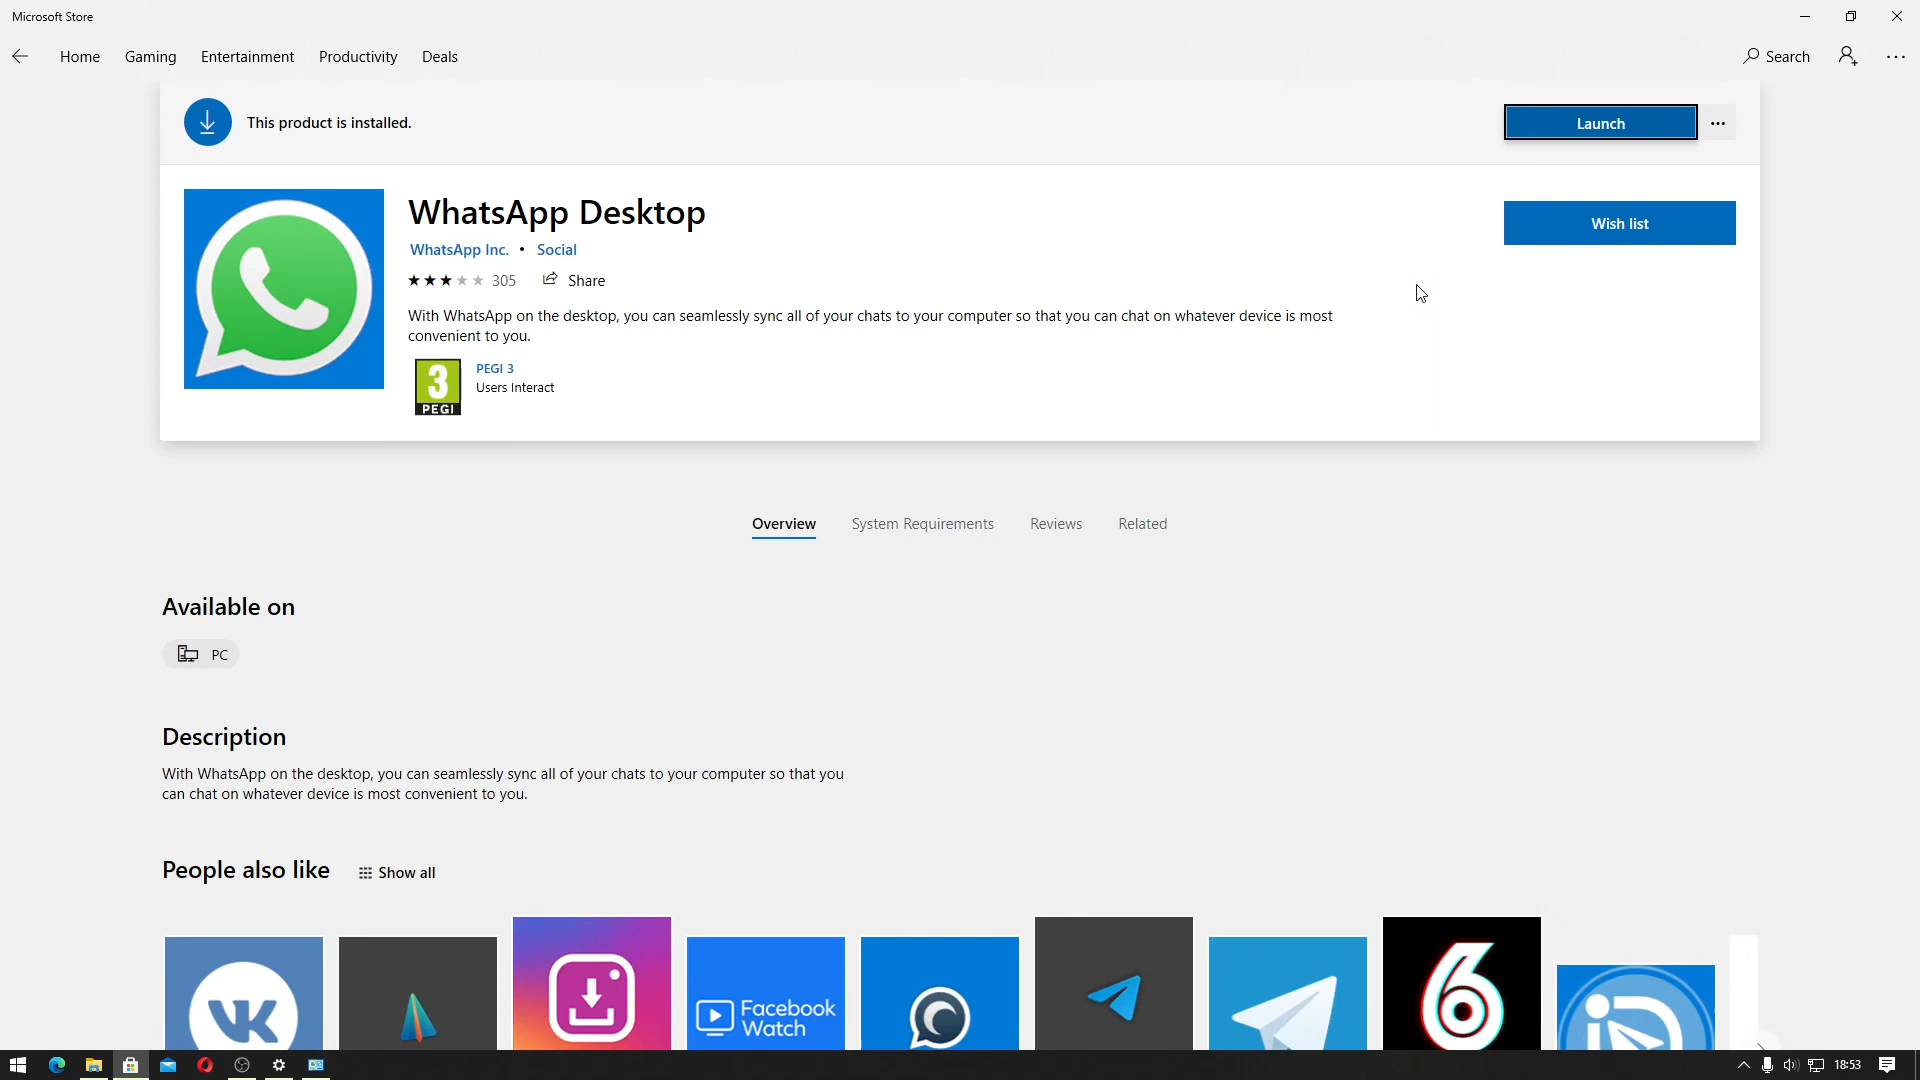 Microsoft Store
Home Gaming Entertainment Productivity Deals
Search
This product is installed.
Launch
WhatsApp Desktop
Wish list
WhatsApp Inc. • Social
305 Share
With WhatsApp on the desktop, you can seamlessly sync all of your chats to your computer so that you can chat on whatever device is most
convenient to you.
3
PEGI
PEGI 3
Users Interact
Overview System Requirements Reviews Related
Available on
PC
Description
With WhatsApp on the desktop, you can seamlessly sync all of your chats to your computer so that you
can chat on whatever device is most convenient to you.
People also like Show all
Facebook
Watch
6
18:53